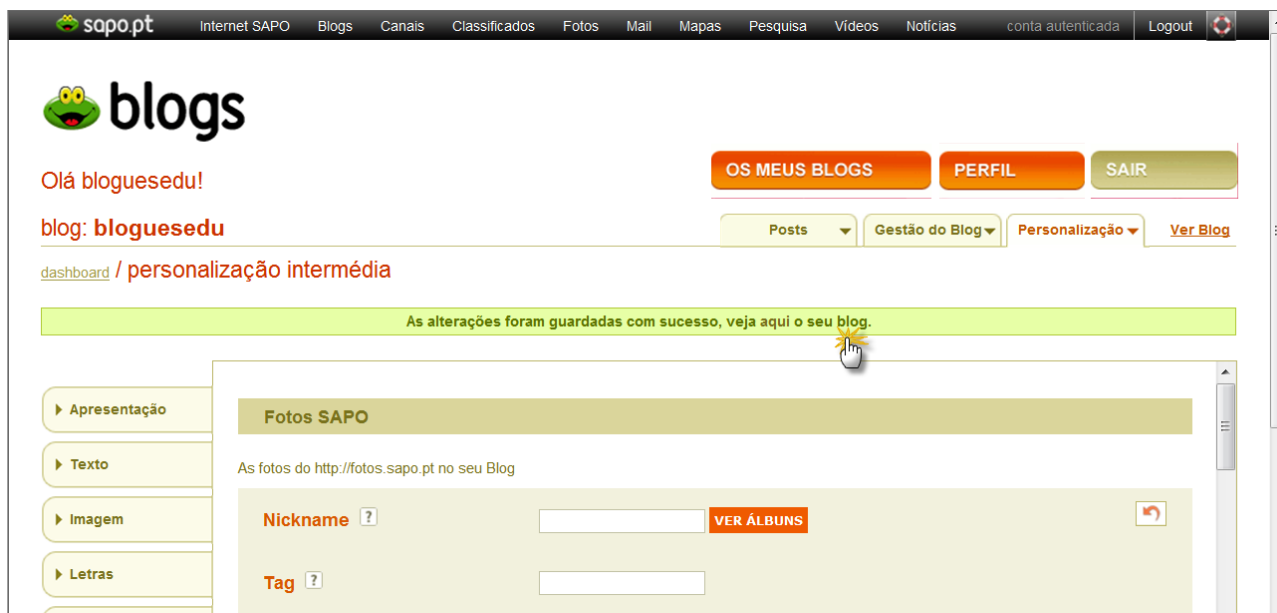 sapo.pt Internet SAPO Blogs Canais Classificados Fotos Mail Mapas Pesquisa Vídeos Notícias conta autenticada Logout
blogs
OS MEUS BLOGS PERFIL SAIR
Olá bloguesedu!
blog: bloguesedu
Posts Gestão do Blog Personalização Ver Blog
dashboard / personalização intermédia
As alterações foram guardadas com sucesso, veja aqui o seu blog.
Apresentação
Texto
Imagem
Letras
Fotos SAPO
As fotos do http://fotos.sapo.pt no seu Blog
Nickname ? VER ÁLBUNS
Tag ?